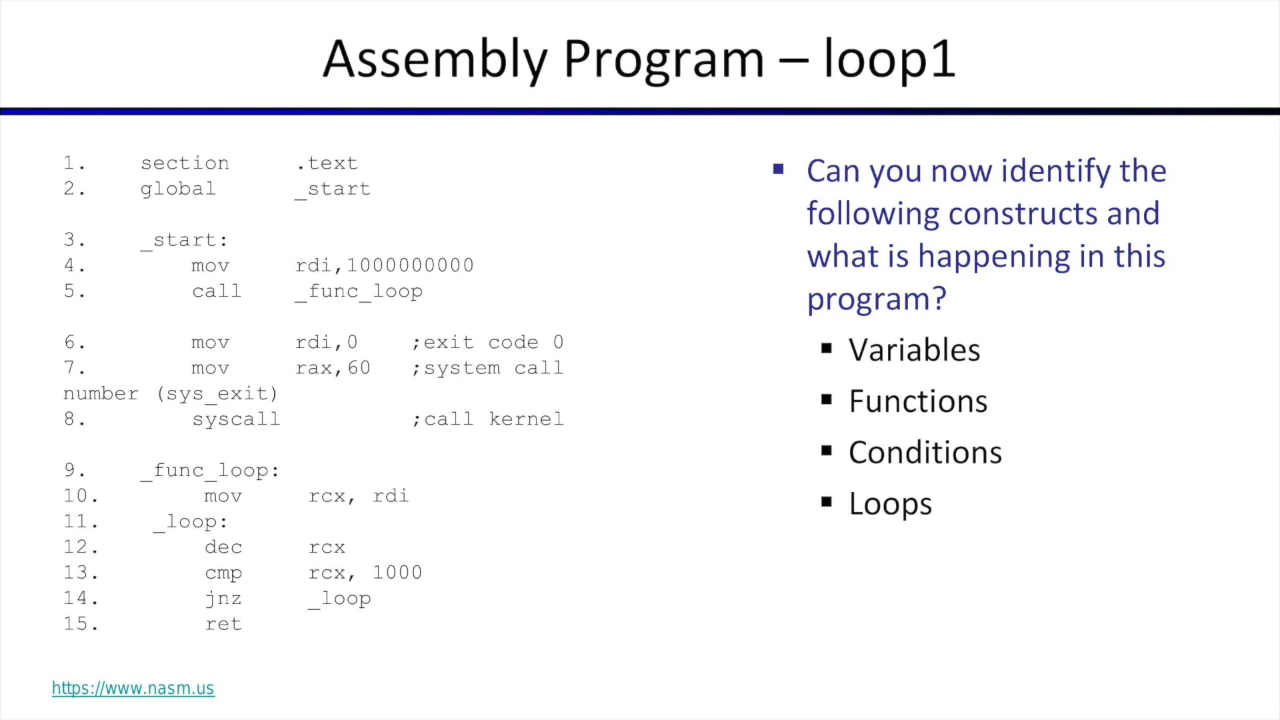 Assembly Program – loop1
1. section .text
2. global _start
3. _start:
4. mov rdi,1000000000
5. call _func_loop
6. mov rdi,0 ;exit code 0
7. mov rax,60 ;system call
number (sys_exit)
8. syscall ;call kernel
9. _func_loop:
10. mov rcx, rdi
11. _loop:
12. dec rcx
13. cmp rcx, 1000
14. jnz _loop
15. ret
https://www.nasm.us
▪ Can you now identify the
following constructs and
what is happening in this
program?
▪ Variables
▪ Functions
▪ Conditions
▪ Loops